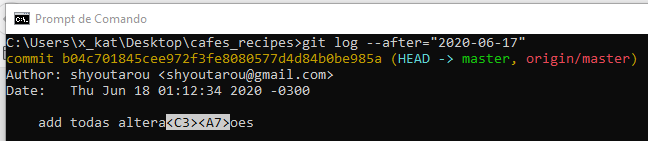 Prompt de Comando
C:\Users\x_kat\Desktop\cafes_recipes>git log --after="2020-06-17"
commit b04c701845cee972f3fe8080577d4d84b0be985a (HEAD -> master, origin/master)
Author: shyoutarou <shyoutarou@gmail.com>
Date:   Thu Jun 18 01:12:34 2020 -0300
    add todas altera<C3><A7>oes